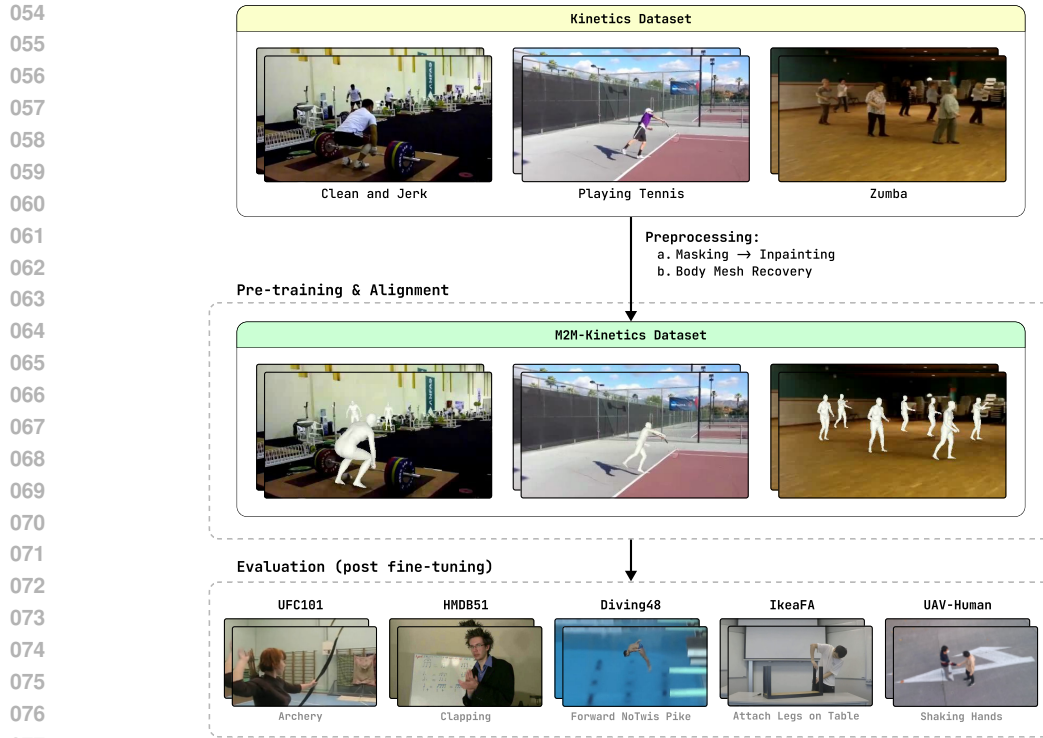 054
055
056
057
058
059
060
061
062
063
064
065
066
067
068
069
070
071
072
073
074
075
076
Kinetics Dataset
Clean and Jerk
Playing Tennis
Zumba
Preprocessing:
a. Masking → Inpainting
b. Body Mesh Recovery
Pre-training & Alignment
M2M-Kinetics Dataset
Evaluation (post fine-tuning)
UFC101
HMDB51
Diving48
IkeaFA
UAV-Human
Archery
Clapping
Forward NoTwis Pike
Attach Legs on Table
Shaking Hands